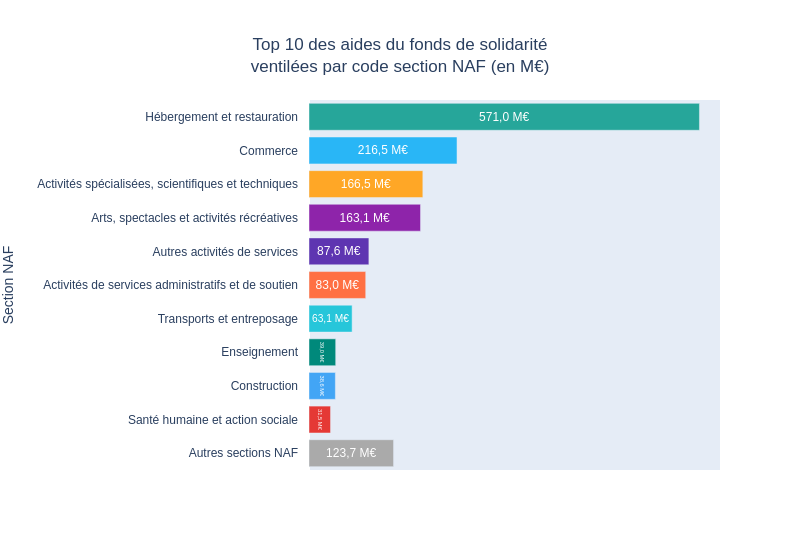 Top 10 des aides du fonds de solidarité
ventilées par code section NAF (en M€)
Section NAF
Hébergement et restauration
571,0 M€
Commerce
216,5 M€
Activités spécialisées, scientifiques et techniques
166,5 M€
Arts, spectacles et activités récréatives
163,1 M€
Autres activités de services
87,6 M€
Activités de services administratifs et de soutien
83,0 M€
Transports et entreposage
63,1 M€
Enseignement
Construction
Santé humaine et action sociale
31,5 M€
Autres sections NAF
123,7 M€